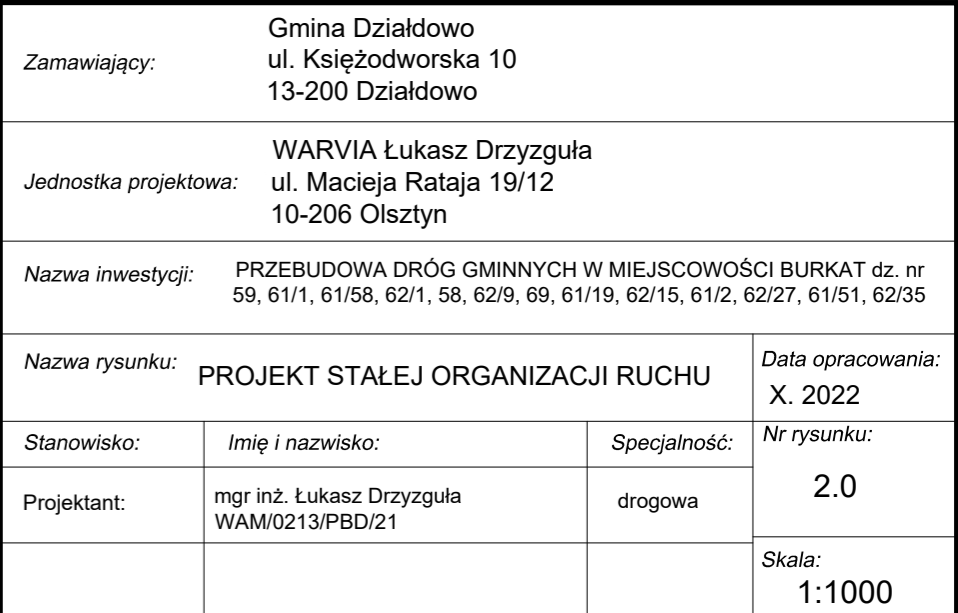 Zamawiający:
Gmina Działdowo
ul. Księżodworska 10
13-200 Działdowo
Jednostka projektowa:
WARVIA Łukasz Drzyzguła
ul. Macieja Rataja 19/12
10-206 Olsztyn
Nazwa inwestycji:
PRZEBUDOWA DRÓG GMINNYCH W MIEJSCOWOŚCI BURKAT dz. nr
59, 61/1, 61/58, 62/1, 58, 62/9, 69, 61/19, 62/15, 61/2, 62/27, 61/51, 62/35
Nazwa rysunku:
PROJEKT STAŁEJ ORGANIZACJI RUCHU
Data opracowania:
X. 2022
Stanowisko:
Imię i nazwisko:
Specjalność:
Nr rysunku:
2.0
Projektant:
mgr inż. Łukasz Drzyzguła
WAM/0213/PBD/21
drogowa
Skala:
1:1000